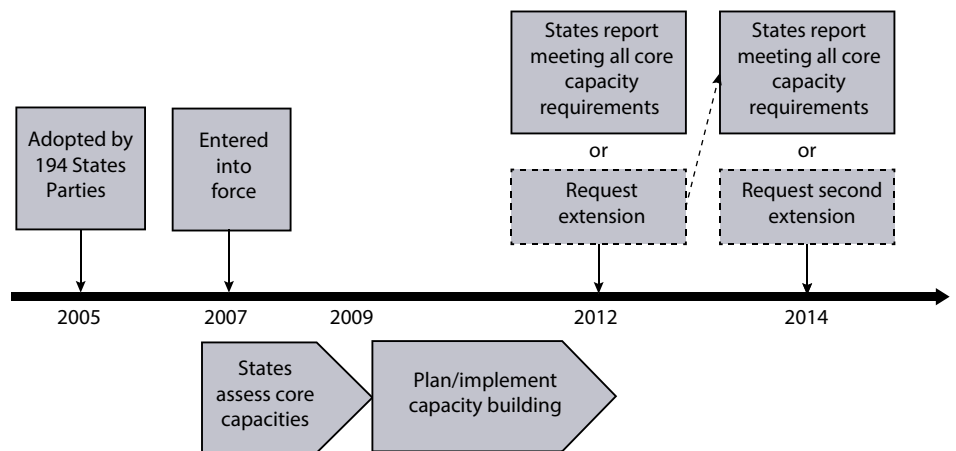 States report
meeting all core
capacity
requirements
or
Request
extension
States report
meeting all core
capacity
requirements
or
Request second
extension
Adopted by
194 States
Parties
Entered
into
force
2005
2007
2009
2012
2014
States
assess core
capacities
Plan/implement
capacity building